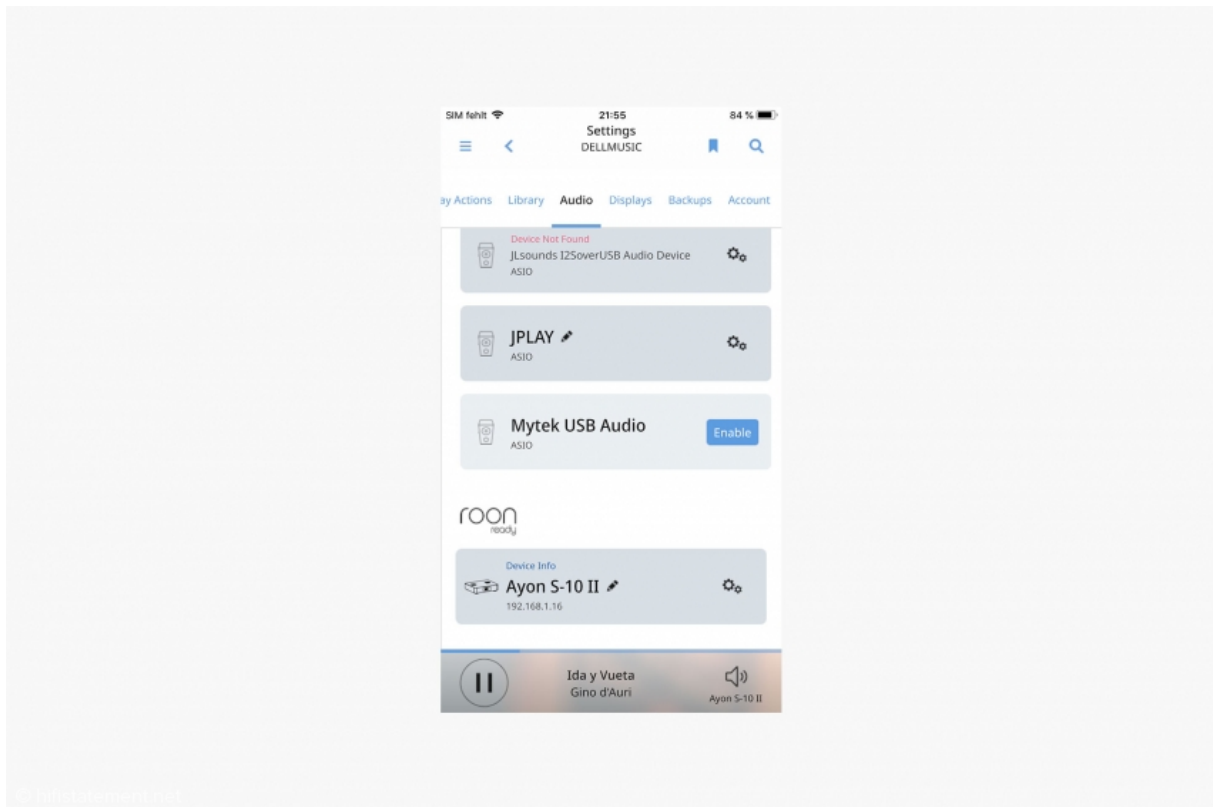 SIM fehlt 21:55 84 %
Settings
DELLMUSIC
ay Actions Library Audio Displays Backups Account
Device Not Found
JLsounds I2SoverUSB Audio Device
ASIO
JPLAY
ASIO
Mytek USB Audio
Enable
ASIO
roon
ready
Device Info
Ayon S-10 II
192.168.1.16
Ida y Vueta
Gino d'Auri
Ayon S-10 II
© hifistatement.net